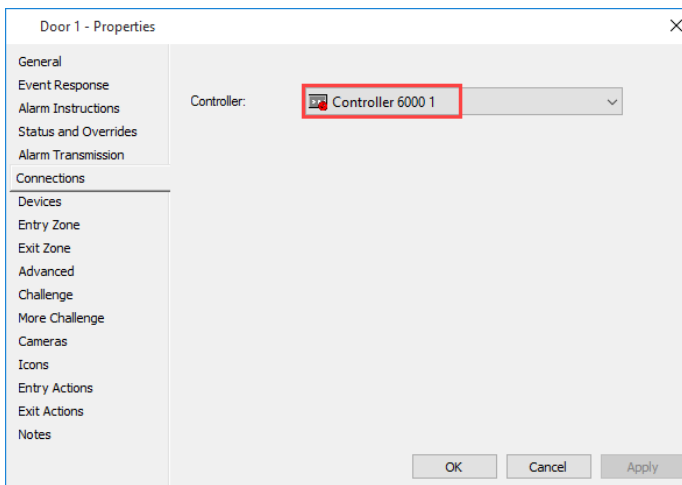 Door 1 - Properties
General
Event Response
Alarm Instructions
Status and Overrides
Alarm Transmission
Connections
Devices
Entry Zone
Exit Zone
Advanced
Challenge
More Challenge
Cameras
Icons
Entry Actions
Exit Actions
Notes
Controller: Controller 6000 1
OK Cancel Apply